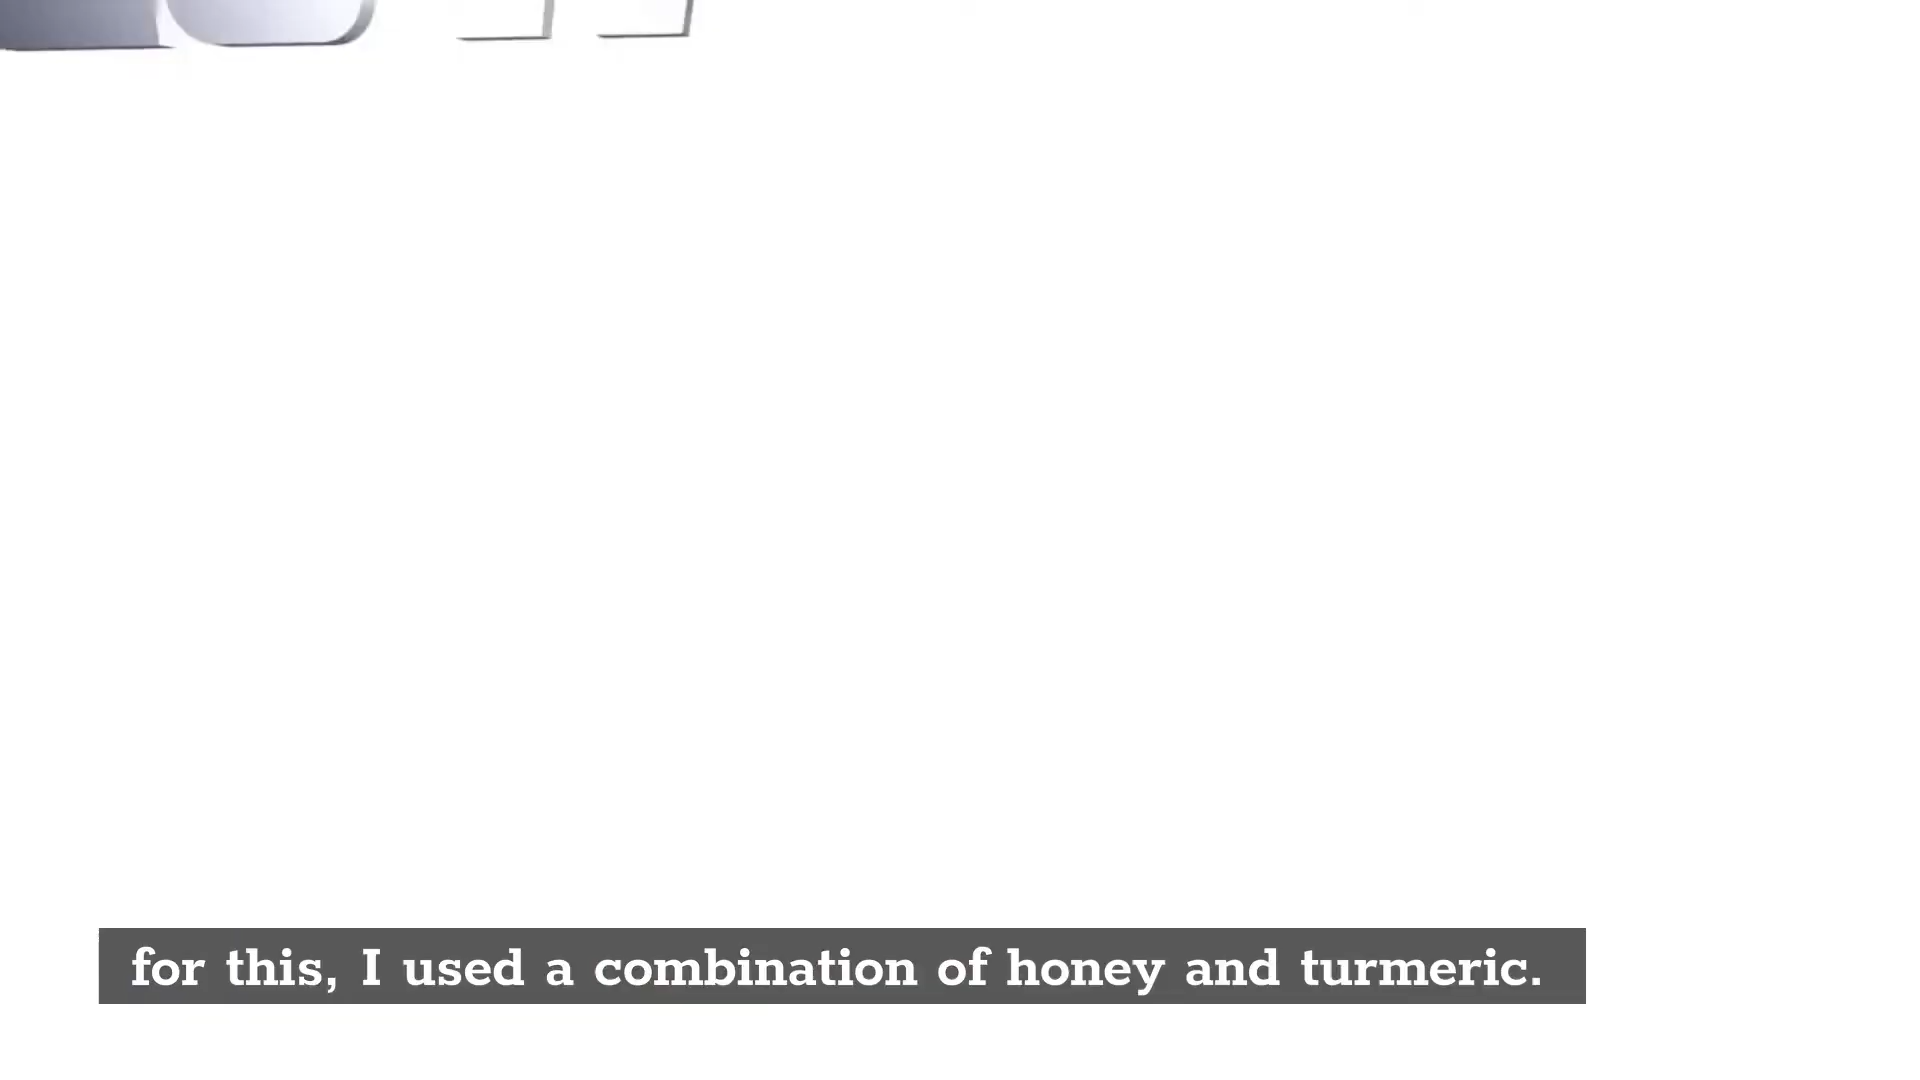 for this, I used a combination of honey and turmeric.